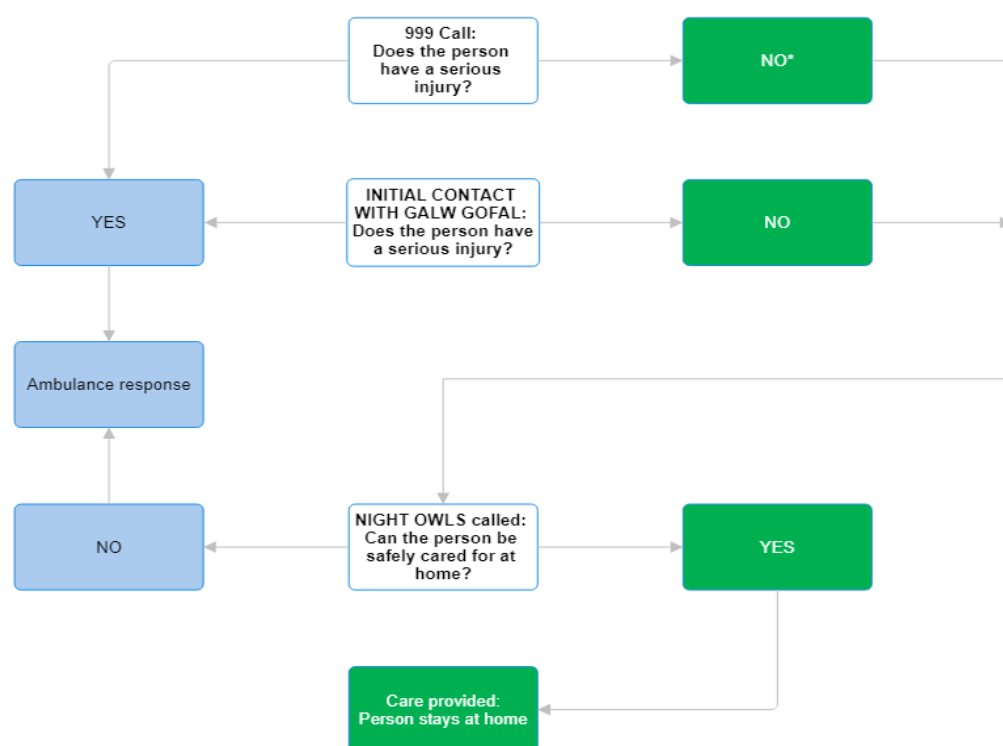 999 Call:
Does the person
have a serious
injury?
NO*
YES
INITIAL CONTACT
WITH GALW GOFAL:
Does the person have
a serious injury?
NO
Ambulance response
NO
NIGHT OWLS called:
Can the person be
safely cared for at
home?
YES
Care provided:
Person stays at home